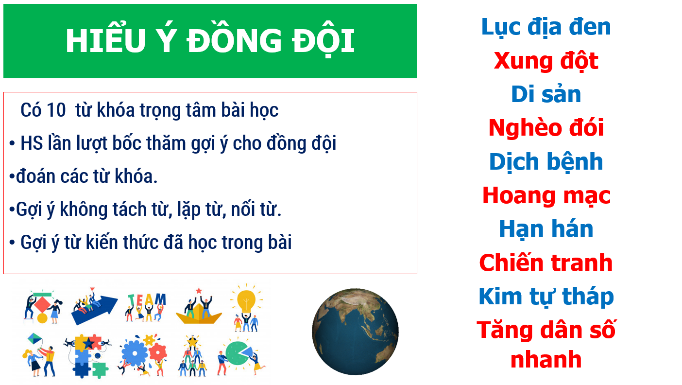 HIỂU Ý ĐỒNG ĐỘI
Có 10 từ khóa trọng tâm bài học
• HS lần lượt bốc thăm gợi ý cho đồng đội
•đoán các từ khóa.
•Gợi ý không tách từ, lặp từ, nối từ.
• Gợi ý từ kiến thức đã học trong bài
TEAM
Lục địa đen
Xung đột
Di sản
Nghèo đói
Dịch bệnh
Hoang mạc
Hạn hán
Chiến tranh
Kim tự tháp
Tăng dân số
nhanh